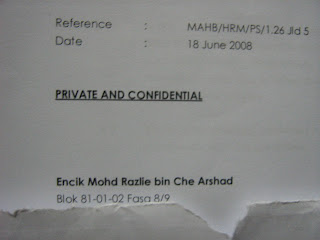 Reference : MAHB/HRM/PS/1.26 Jld 5
Date : 18 June 2008
PRIVATE AND CONFIDENTIAL
Encik Mohd Razlie bin Che Arshad
Blok 81-01-02 Fasa 8/9